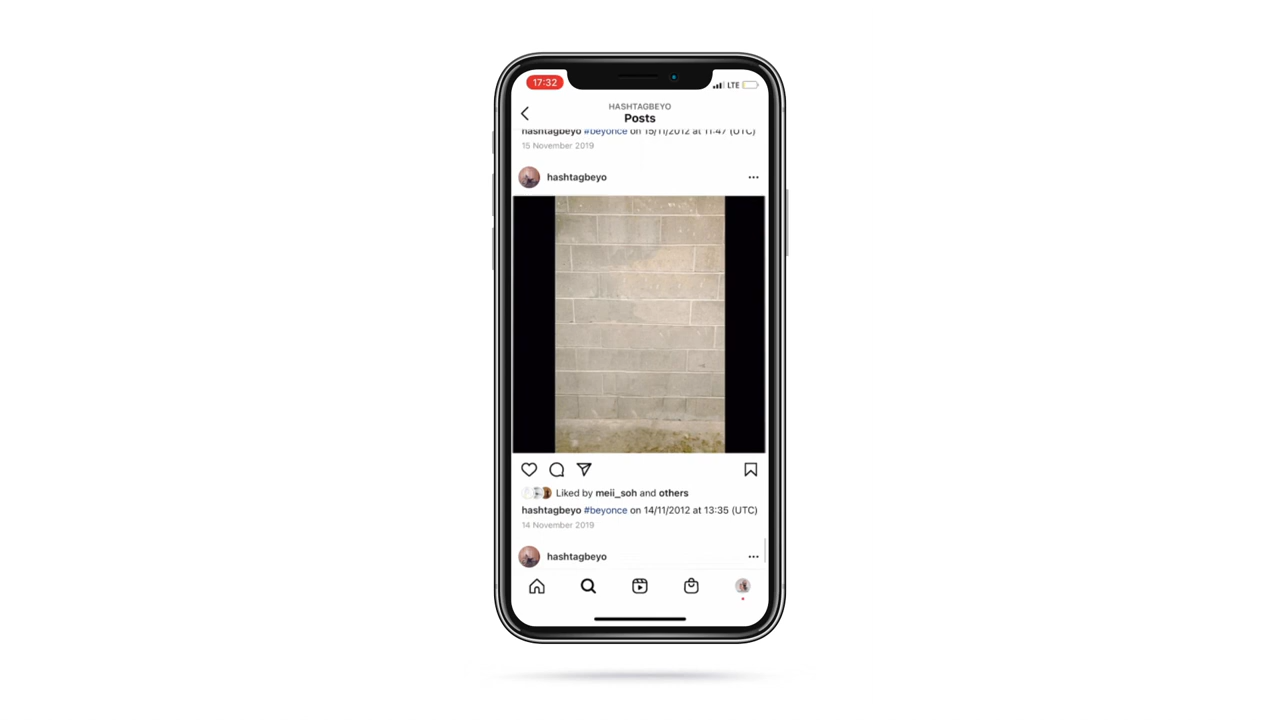 17:32
LTE
HASHTAGBEYO
Posts
hashtagbeyo #beyonce on 15/11/2012 at 11:47 (UTC)
15 November 2019
hashtagbeyo
Liked by meii_soh and others
hashtagbeyo #beyonce on 14/11/2012 at 13:35 (UTC)
14 November 2019
hashtagbeyo